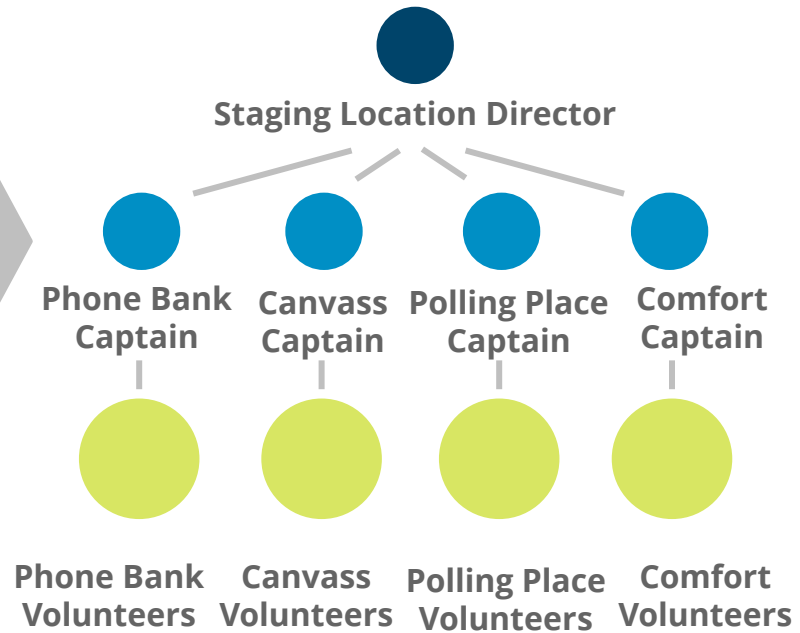 Staging Location Director
Phone Bank
Captain
Canvass
Captain
Polling Place
Captain
Comfort
Captain
Phone Bank
Volunteers
Canvass
Volunteers
Polling Place
Volunteers
Comfort
Volunteers